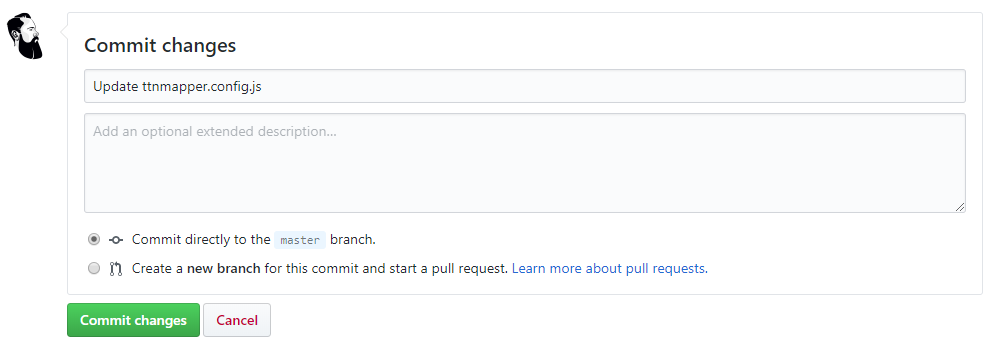 Commit changes
Update ttnmapper.config.js
Add an optional extended description...
Commit directly to the master branch.
Create a new branch for this commit and start a pull request. Learn more about pull requests.
Commit changes Cancel